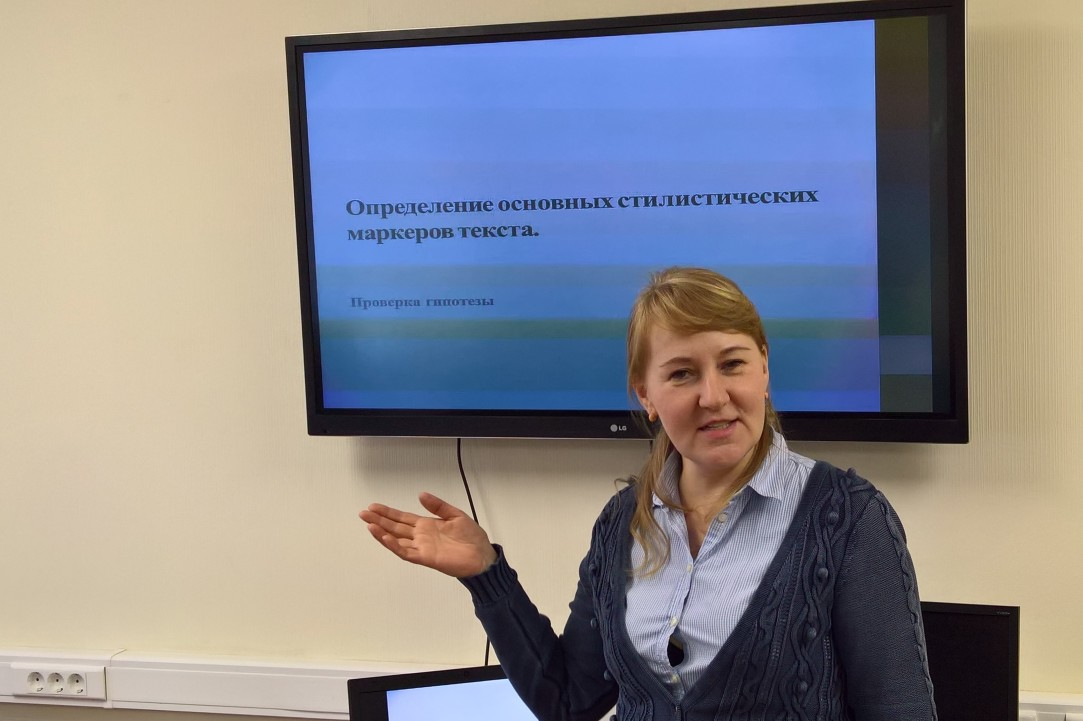 Определение основных стилистических
маркеров текста.
Проверка гипотезы
LG